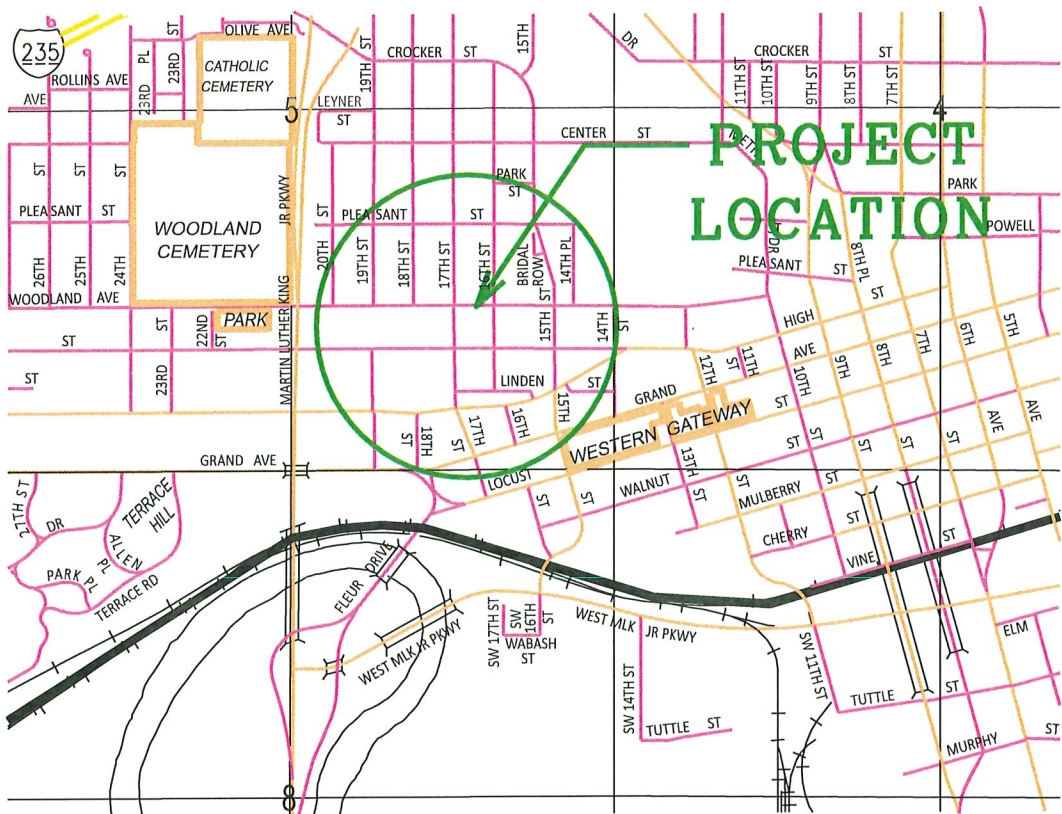 235
OLIVE AVE
15TH
CROCKER ST
19TH ST
DR
CROCKER ST
ST
PL
23RD
23RD
ROLLINS AVE
AVE
CATHOLIC
CEMETERY
5
LEYNER
ST
11TH ST
10TH ST
9TH ST
8TH ST
7TH ST
4
CENTER ST
PROJECT
LOCATION
ST
ST
ST
PARK
ST
PARK
PLEASANT ST
WOODLAND
CEMETERY
JR PKWY
MARTIN LUTHER KING
ST
PLEASANT ST
POWELL
26TH
25TH
24TH
20TH
19TH ST
18TH ST
17TH ST
16TH ST
BRIDAL
ROW
14TH PL
DR
PLEASANT ST
8TH PL
WOODLAND AVE
22ND
ST
PARK
ST
15TH
14TH
ST
HIGH ST
ST
ST
23RD
ST
LINDEN ST
12TH
11TH
ST
GRAND AVE
10TH
9TH
8TH
7TH
6TH
5TH
18TH
ST
17TH
ST
16TH
15TH
WESTERN GATEWAY
ST
AVE
AVE
GRAND AVE
LOCUST
ST
ST
WALNUT
13TH
ST
ST
ST
ST
MULBERRY ST
CHERRY
ST
ST
VINE ST
27TH ST
DR
TERRACE
HILL
ALLEN
PL
PARK PL
TERRACE RD
FLEUR DRIVE
WEST MLK JR PKWY
SW 17TH ST
SW
16TH
ST
WABASH
ST
WEST MLK JR PKWY
SW 14TH ST
SW 11TH ST
ELM
TUTTLE ST
TUTTLE ST
MURPHY ST
8